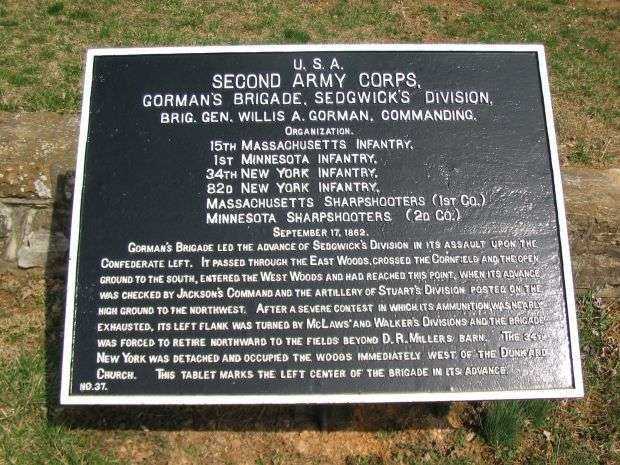 U. S. A.
SECOND ARMY CORPS,
GORMAN'S BRIGADE, SEDGWICK'S DIVISION,
BRIG. GEN. WILLIS A. GORMAN, COMMANDING.
ORGANIZATION.
15TH MASSACHUSETTS INFANTRY,
1ST MINNESOTA INFANTRY,
34TH NEW YORK INFANTRY,
82D NEW YORK INFANTRY,
MASSACHUSETTS SHARPSHOOTERS (1ST CO.)
MINNESOTA SHARPSHOOTERS (2D CO.)
SEPTEMBER 17, 1862.
GORMAN'S BRIGADE LED THE ADVANCE OF SEDGWICK'S DIVISION IN ITS ASSAULT UPON THE
CONFEDERATE LEFT. IT PASSED THROUGH THE EAST WOODS, CROSSED THE CORNFIELD AND THE OPEN
GROUND TO THE SOUTH, ENTERED THE WEST WOODS AND HAD REACHED THIS POINT, WHEN ITS ADVANCE
WAS CHECKED BY JACKSON'S COMMAND AND THE ARTILLERY OF STUART'S DIVISION POSTED ON THE
HIGH GROUND TO THE NORTHWEST. AFTER A SEVERE CONTEST IN WHICH ITS AMMUNITION WAS NEARLY
EXHAUSTED, ITS LEFT FLANK WAS TURNED BY MCLAWS' AND WALKER'S DIVISIONS AND THE BRIGADE
WAS FORCED TO RETIRE NORTHWARD TO THE FIELDS BEYOND D. R. MILLER'S BARN. THE 34TH
NEW YORK WAS DETACHED AND OCCUPIED THE WOODS IMMEDIATELY WEST OF THE DUNKARD
CHURCH. THIS TABLET MARKS THE LEFT CENTER OF THE BRIGADE IN ITS ADVANCE.
NO. 37.